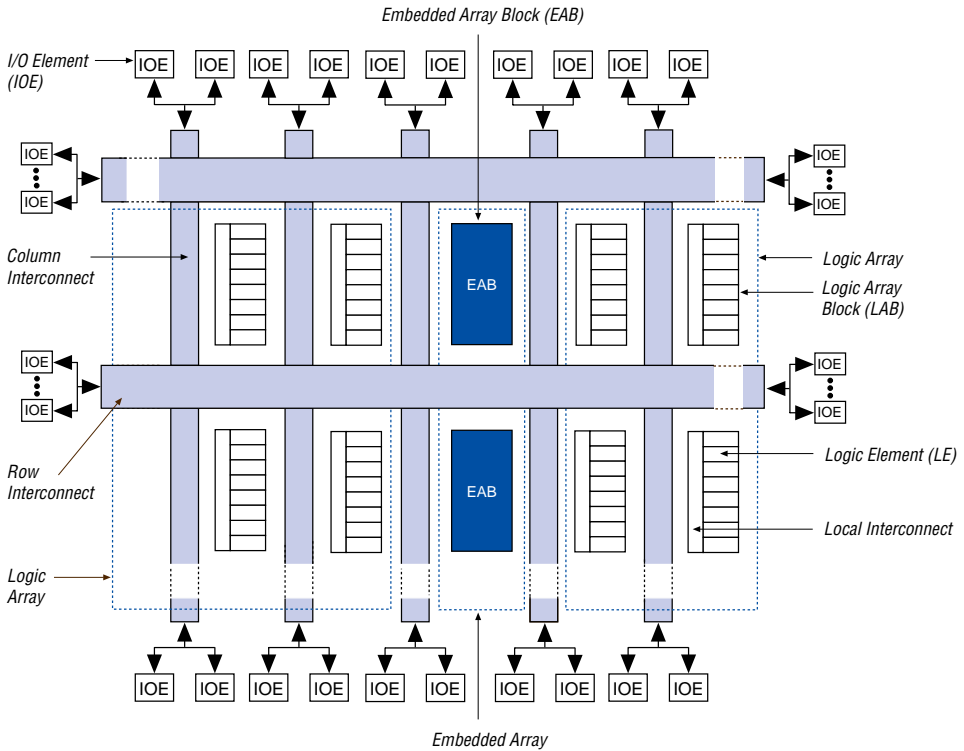 Embedded Array Block (EAB)
I/O Element
(IOE)
IOE IOE IOE IOE IOE IOE IOE IOE IOE IOE
IOE
IOE
IOE
IOE
Column
Interconnect
EAB
Logic Array
Logic Array
Block (LAB)
IOE
IOE
IOE
IOE
Row
Interconnect
EAB
Logic Element (LE)
Local Interconnect
Logic
Array
IOE IOE IOE IOE IOE IOE IOE IOE IOE IOE
Embedded Array